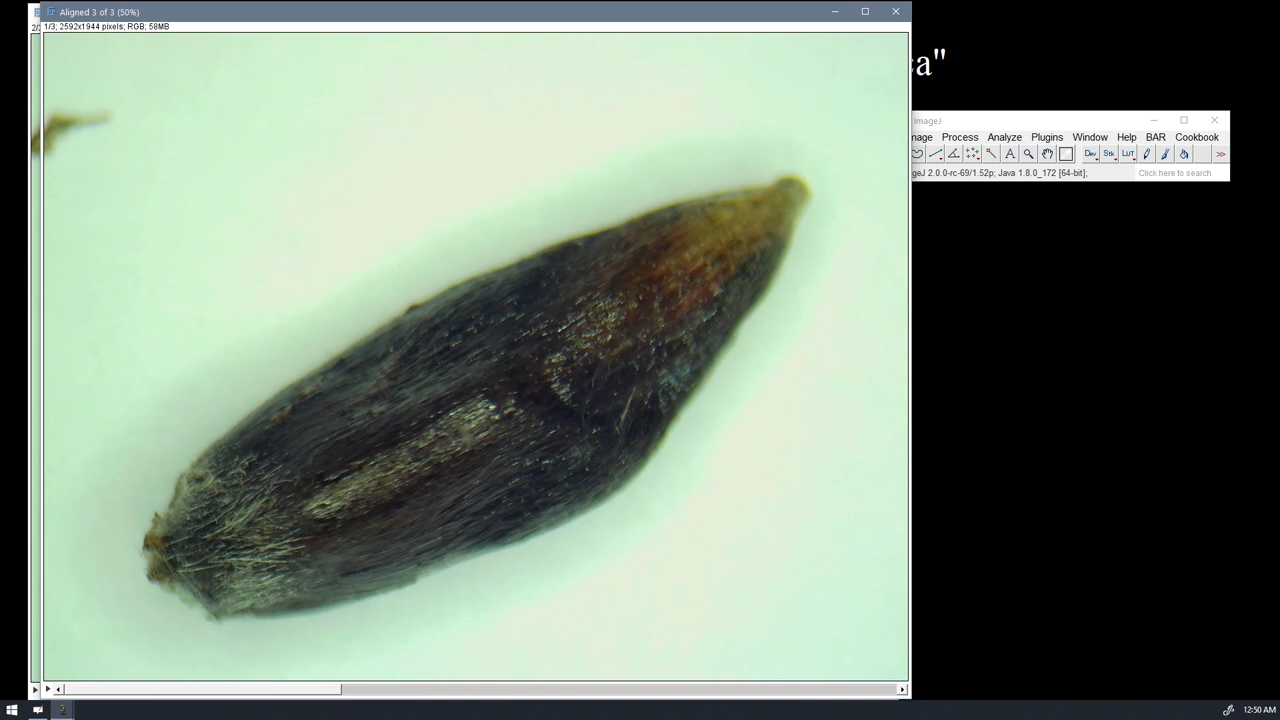 Aligned 3 of 3 (50%)
2/
1/3; 2592x1944 pixels; RGB; 58MB
a"
ImageJ
mage Process Analyze Plugins Window Help BAR Cookbook
Dev Stk LUT >>
geJ 2.0.0-rc-69/1.52p; Java 1.8.0_172 [64-bit]; Click here to search
12:50 AM